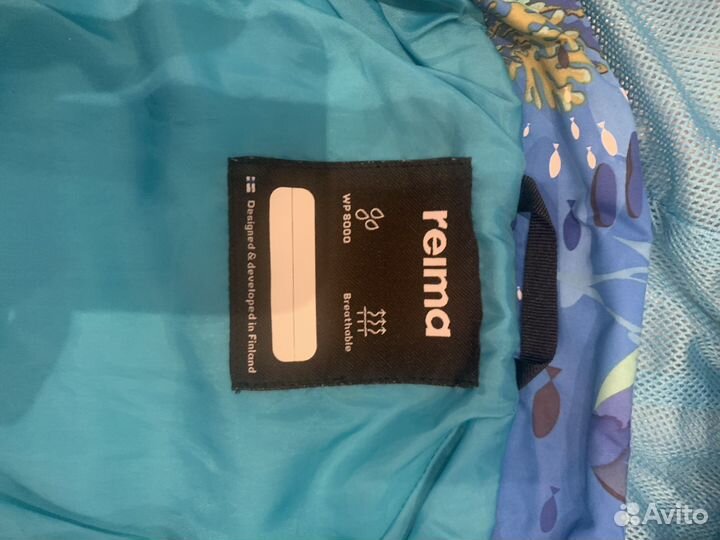 reima
WP 8000
Breathable
Designed & developed in Finland
Avito